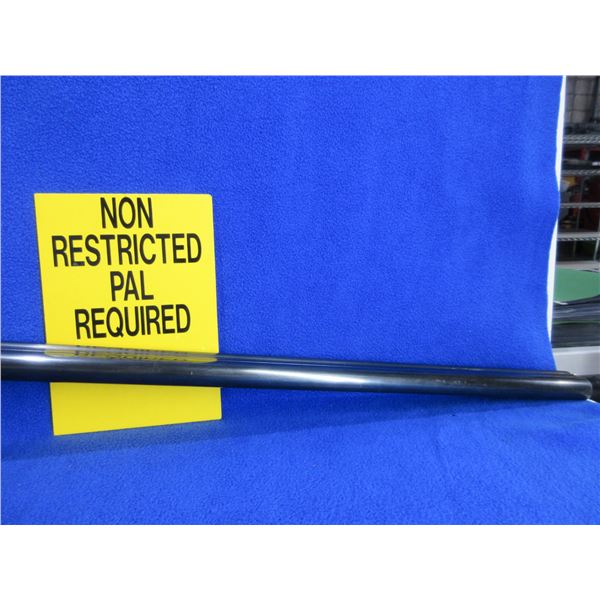 NON
RESTRICTED
PAL
REQUIRED